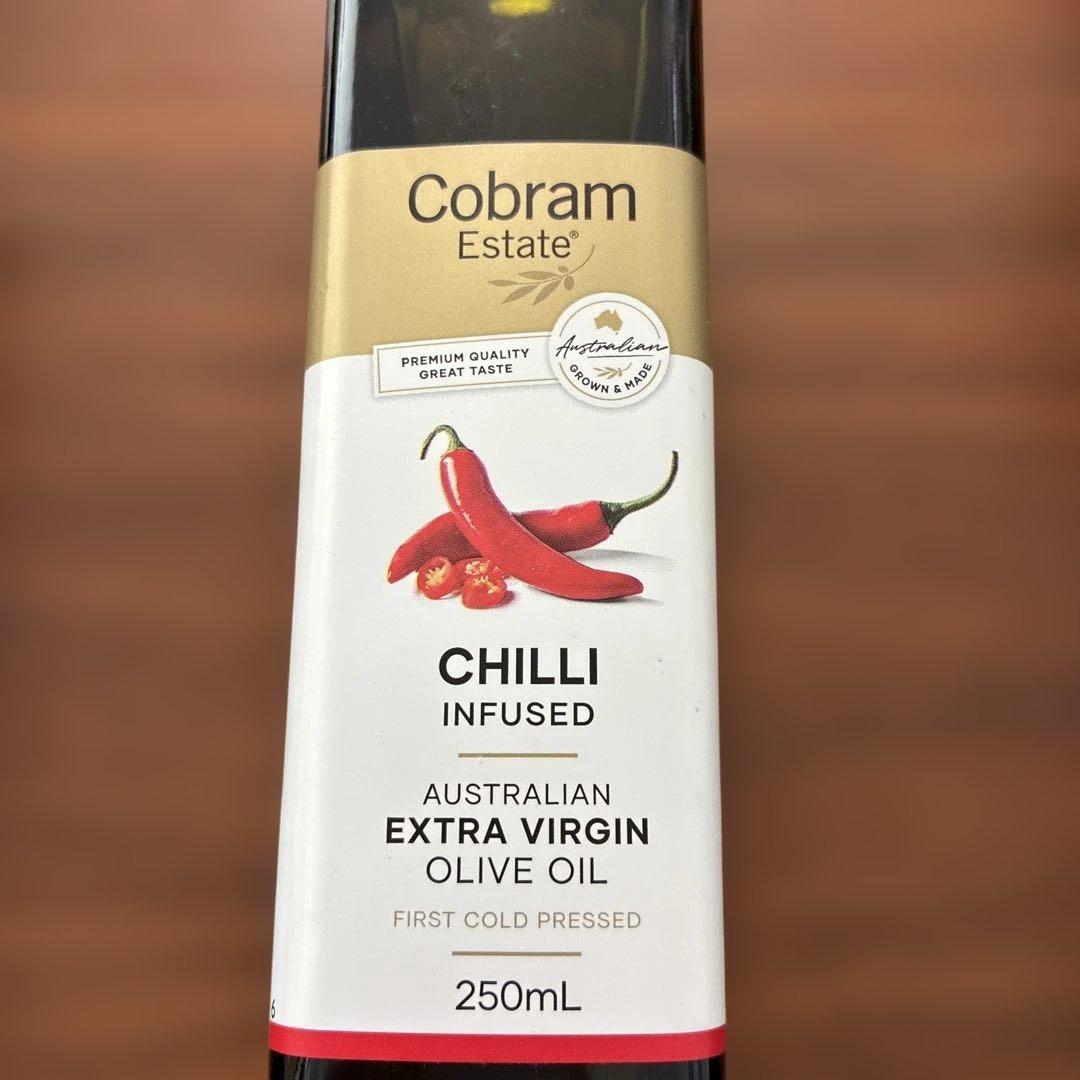 Cobram
Estate®
PREMIUM QUALITY
GREAT TASTE
Australian
GROWN & MADE
CHILLI
INFUSED
AUSTRALIAN
EXTRA VIRGIN
OLIVE OIL
FIRST COLD PRESSED
250mL
6